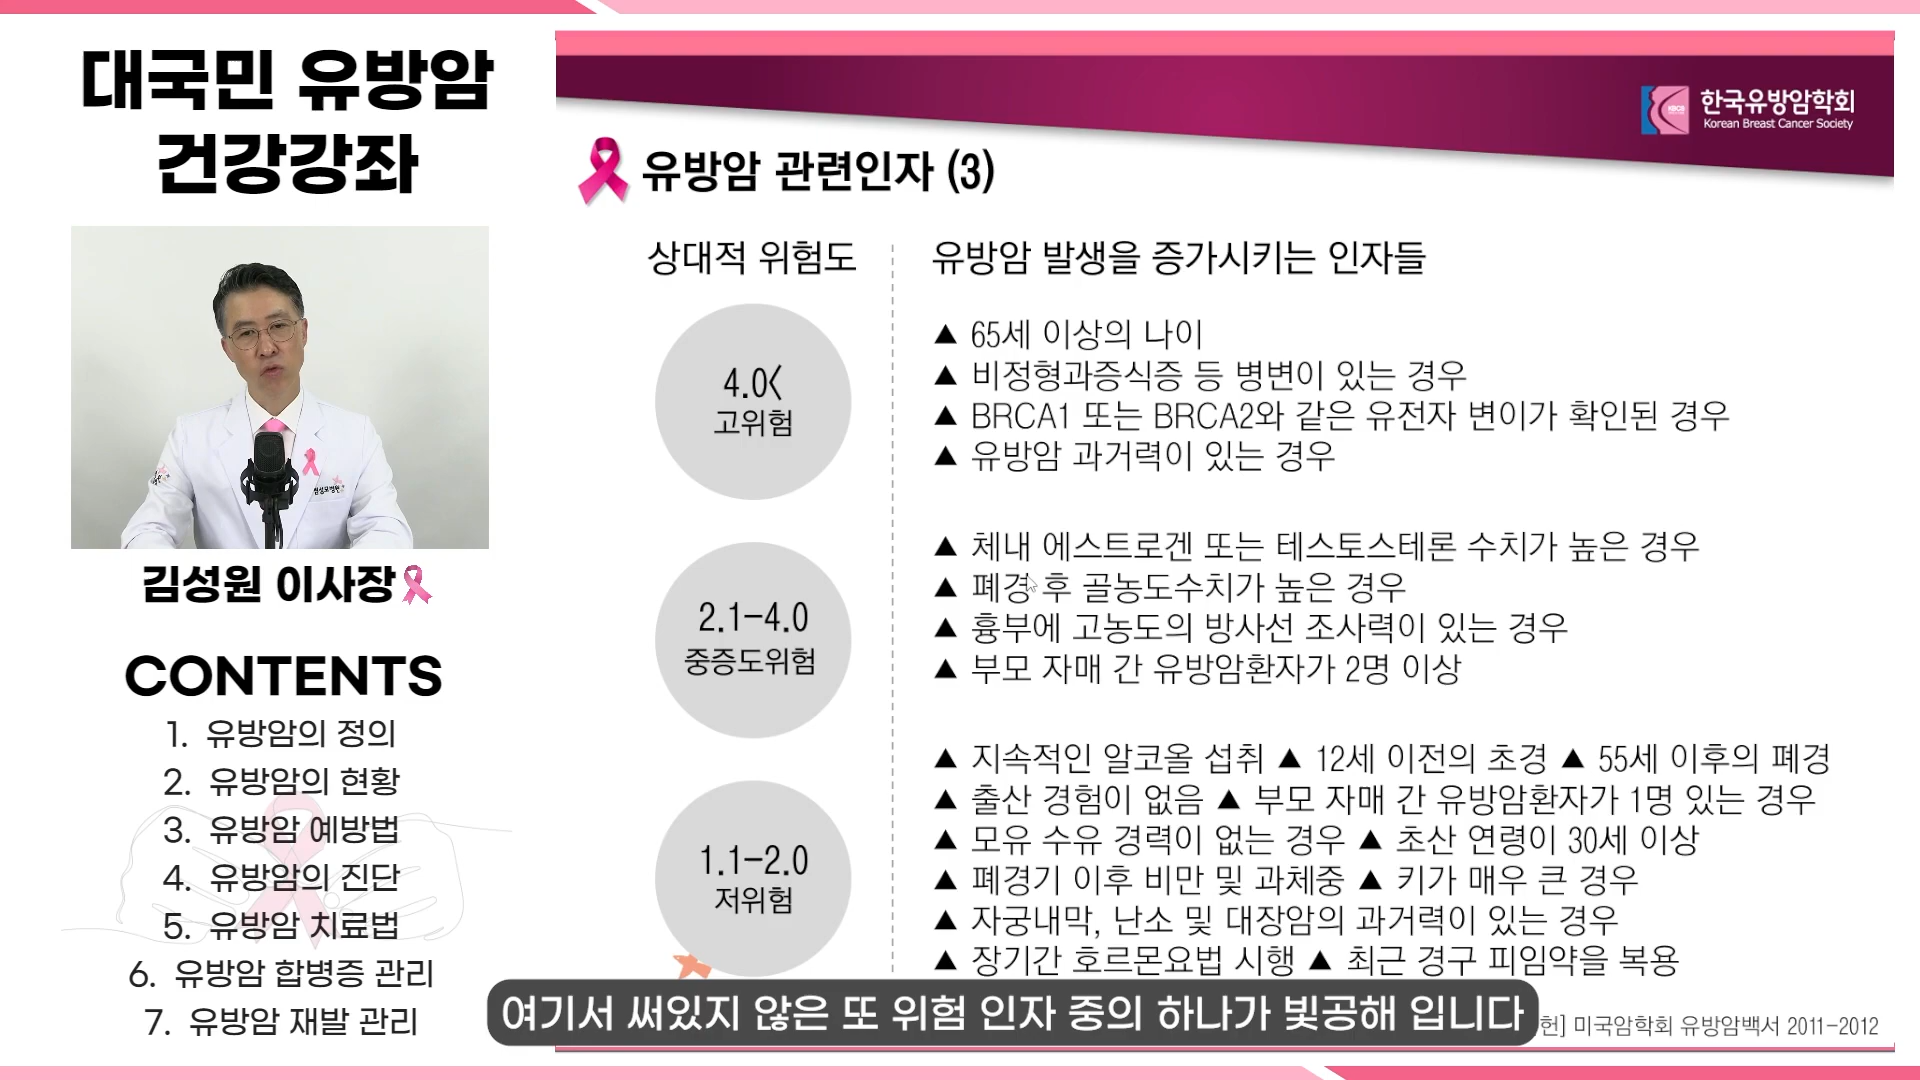 대국민 유방암
건강강좌
김성원 이사장
CONTENTS
1. 유방암의 정의
2. 유방암의 현황
3. 유방암 예방법
4. 유방암의 진단
5. 유방암 치료법
6. 유방암 합병증 관리
7. 유방암 재발 관리
한국유방암학회
Korean Breast Cancer Society
유방암 관련인자 (3)
상대적 위험도
유방암 발생을 증가시키는 인자들
4.0<
고위험
▲ 65세 이상의 나이
▲ 비정형과증식증 등 병변이 있는 경우
▲ BRCA1 또는 BRCA2와 같은 유전자 변이가 확인된 경우
▲ 유방암 과거력이 있는 경우
2.1-4.0
중증도위험
▲ 체내 에스트로겐 또는 테스토스테론 수치가 높은 경우
▲ 폐경 후 골농도수치가 높은 경우
▲ 흉부에 고농도의 방사선 조사력이 있는 경우
▲ 부모 자매 간 유방암환자가 2명 이상
1.1-2.0
저위험
▲ 지속적인 알코올 섭취 ▲ 12세 이전의 초경 ▲ 55세 이후의 폐경
▲ 출산 경험이 없음 ▲ 부모 자매 간 유방암환자가 1명 있는 경우
▲ 모유 수유 경력이 없는 경우 ▲ 초산 연령이 30세 이상
▲ 폐경기 이후 비만 및 과체중 ▲ 키가 매우 큰 경우
▲ 자궁내막, 난소 및 대장암의 과거력이 있는 경우
▲ 장기간 호르몬요법 시행 ▲ 최근 경구 피임약을 복용
여기서 써있지 않은 또 위험 인자 중의 하나가 빛공해 입니다
헌] 미국암학회 유방암백서 2011-2012